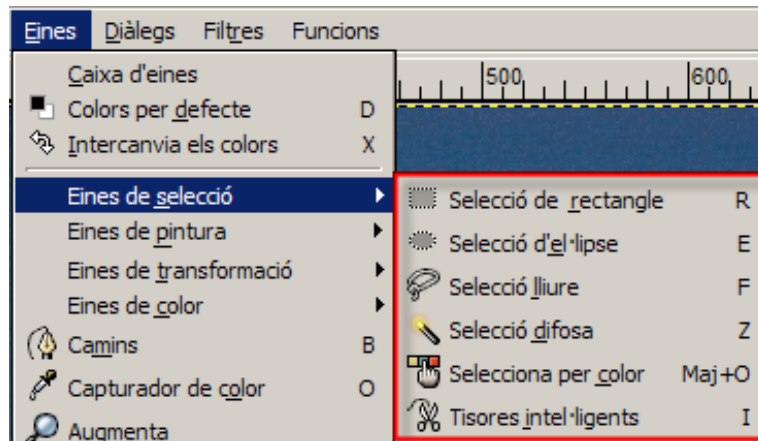 Eines Diàlegs Filtres Funcions
Caixa d'eines
Colors per defecte D
Intercanvia els colors X
Eines de selecció
Eines de pintura
Eines de transformació
Eines de color
Camins B
Capturador de color O
Augmenta
500 600
Selecció de rectangle R
Selecció d'el·lipse E
Selecció lliure F
Selecció difosa Z
Selecciona per color Maj+O
Tisores intel·ligents I